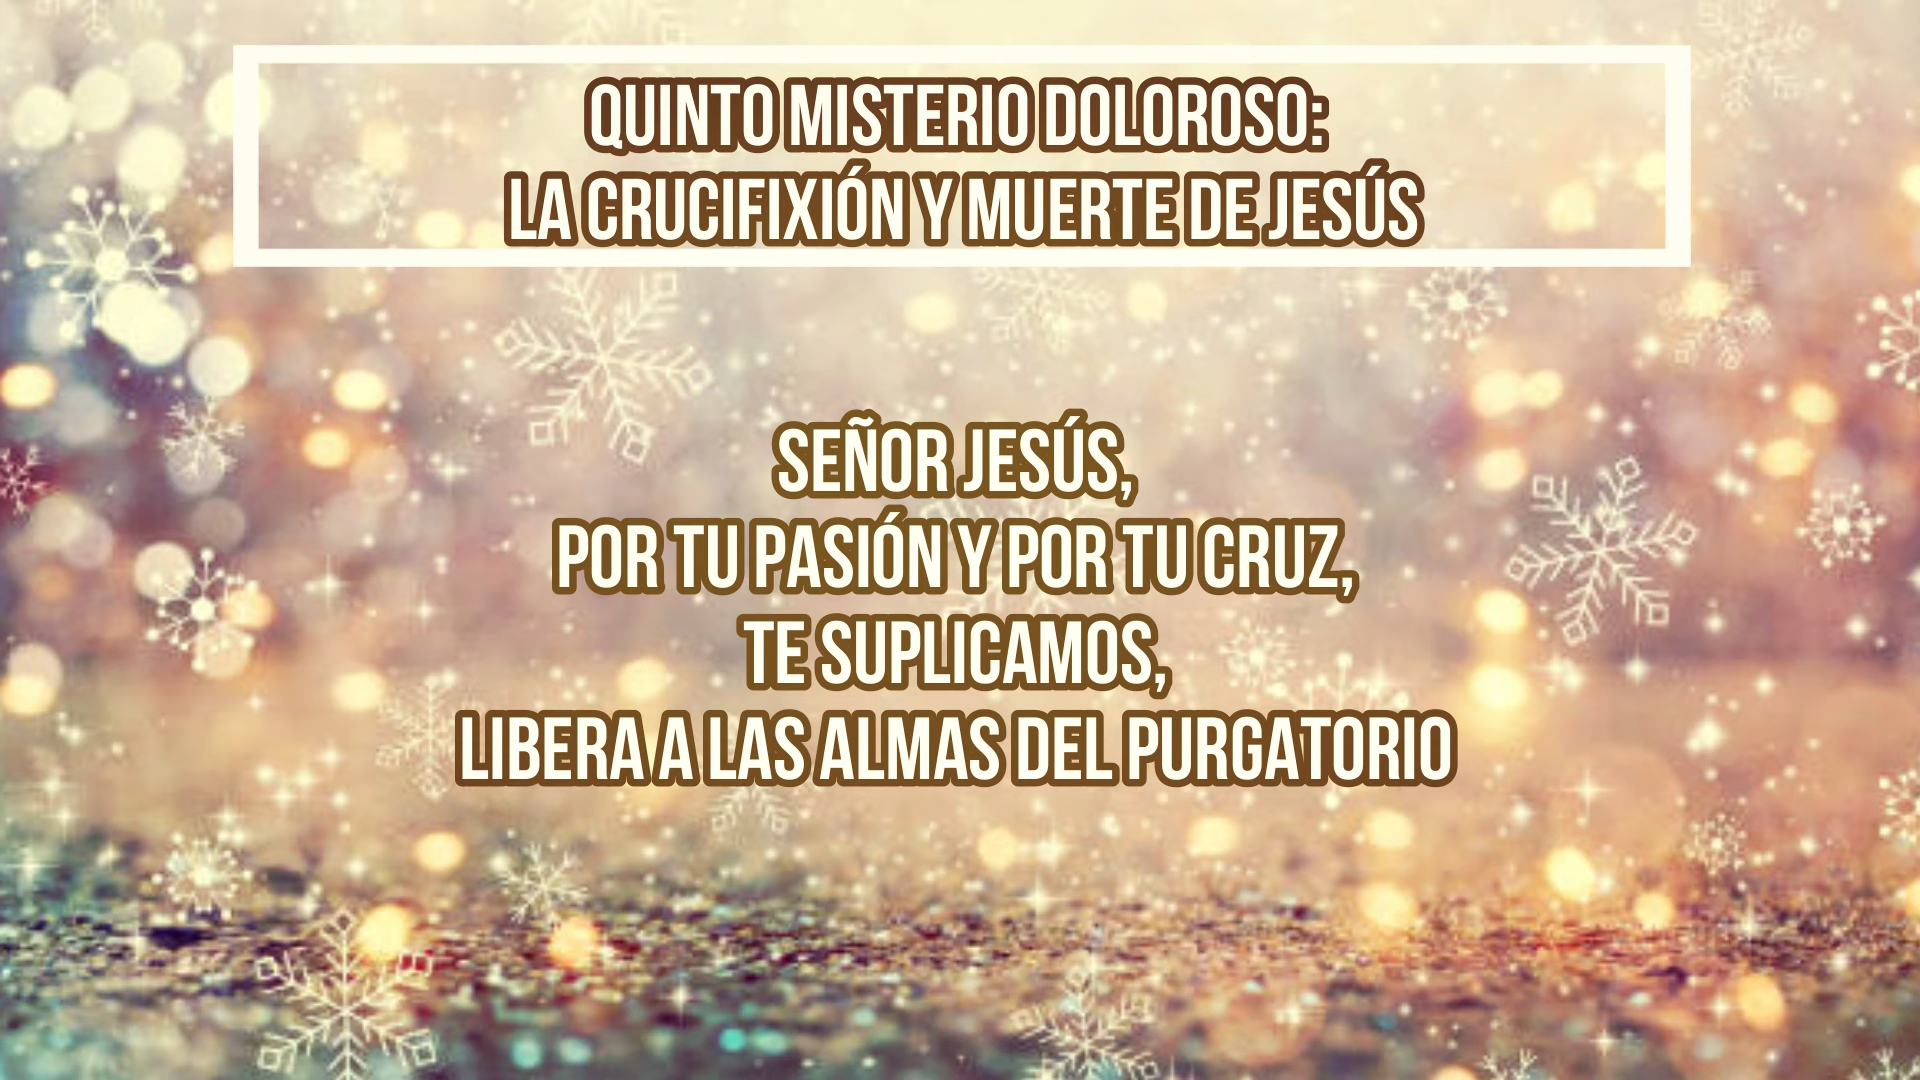 QUINTO MISTERIO DOLOROSO:
LA CRUCIFIXIÓN Y MUERTE DE JESÚS
SEÑOR JESÚS,
POR TU PASIÓN Y POR TU CRUZ,
TE SUPLICAMOS,
LIBERA A LAS ALMAS DEL PURGATORIO